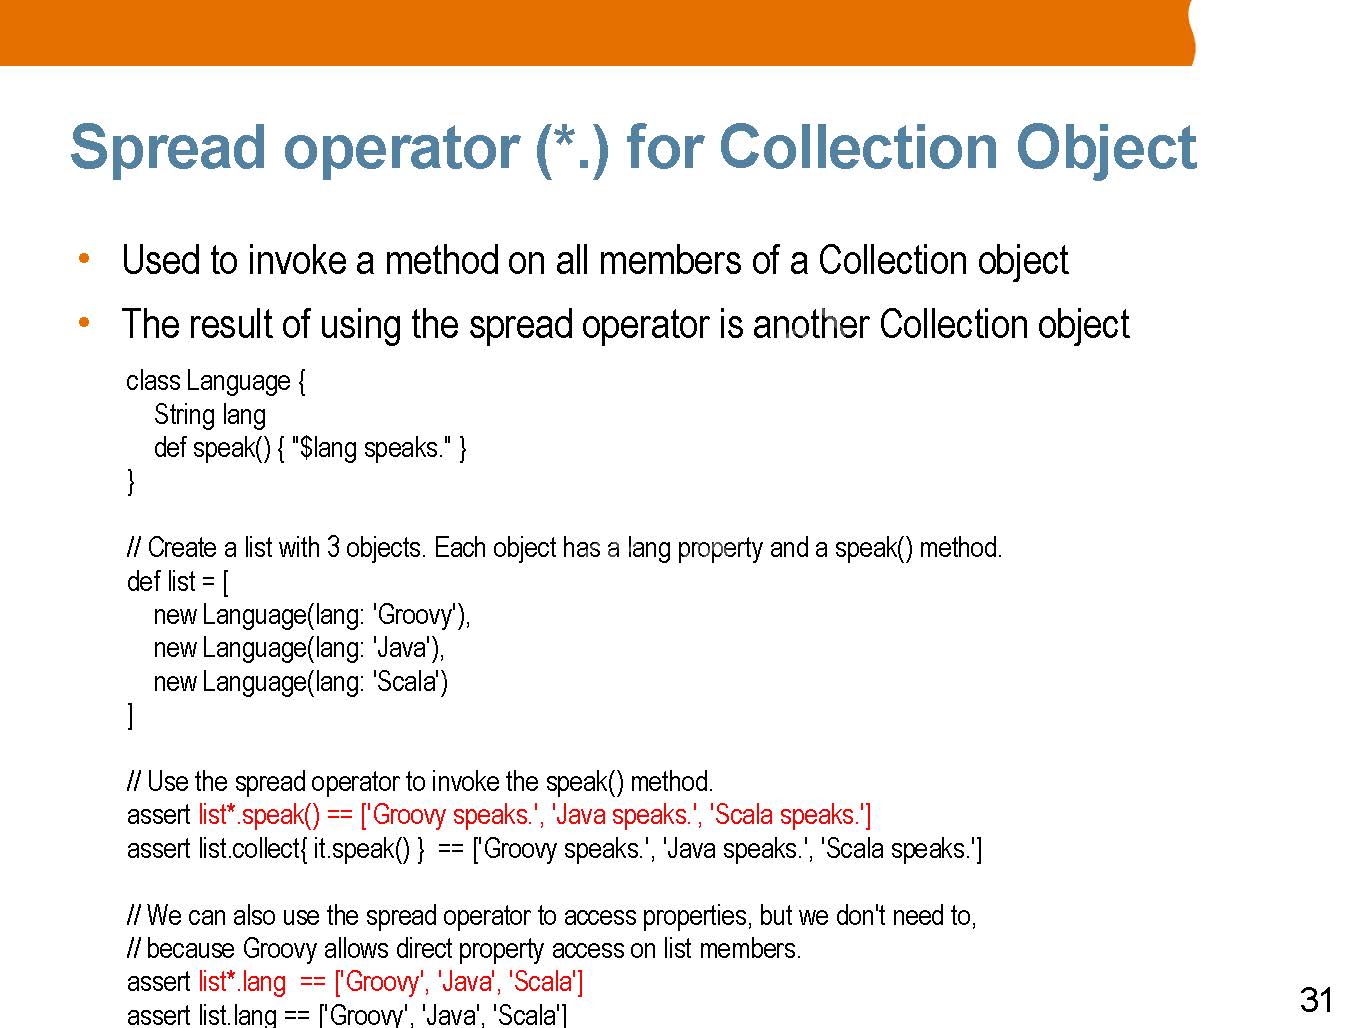 Spread operator (*.) for Collection Object
• Used to invoke a method on all members of a Collection object
• The result of using the spread operator is another Collection object
class Language {
String lang
def speak() { "$lang speaks." }
}
// Create a list with 3 objects. Each object has a lang property and a speak() method.
def list = [
new Language(lang: 'Groovy'),
new Language(lang: 'Java'),
new Language(lang: 'Scala')
]
// Use the spread operator to invoke the speak() method.
assert list*.speak() == ['Groovy speaks.', 'Java speaks.', 'Scala speaks.']
assert list.collect{ it.speak() }  == ['Groovy speaks.', 'Java speaks.', 'Scala speaks.']
// We can also use the spread operator to access properties, but we don't need to,
// because Groovy allows direct property access on list members.
assert list*.lang  == ['Groovy', 'Java', 'Scala']
assert list.lang == ['Groovy', 'Java', 'Scala']
31